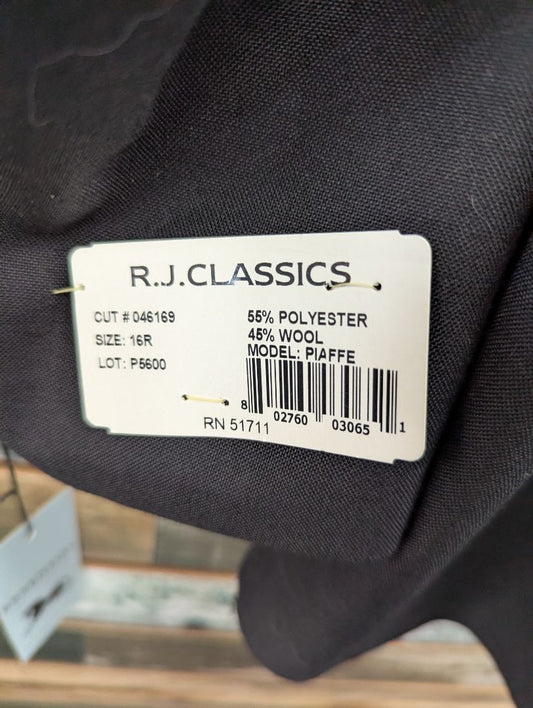 R.J.CLASSICS
CUT # 046169
SIZE: 16R
LOT: P5600
55% POLYESTER
45% WOOL
MODEL: PIAFFE
8 02760 03065 1
RN 51711